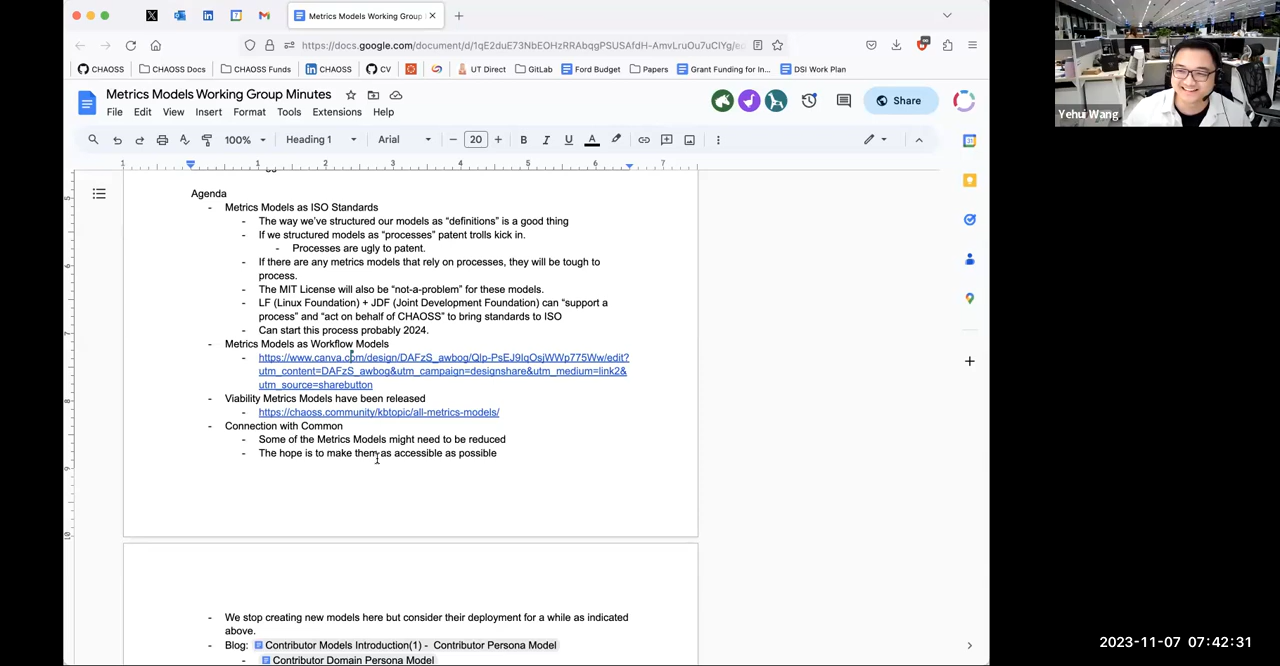 Metrics Models Working Group
https://docs.google.com/document/d/1qE2duE73NbEOHzRRAbqgPSUSAfdH-AmvLruOu7uCIYg/e
CHAOSS
CHAOSS Docs
CHAOSS Funds
CHAOSS
CV
UT Direct
GitLab
Ford Budget
Papers
Grant Funding for In...
DSI Work Plan
Metrics Models Working Group Minutes
File Edit View Insert Format Tools Extensions Help
Share
100% Heading 1 Arial 20 B I U A
1 1 2 3 4 5 6 7
Agenda
- Metrics Models as ISO Standards
- The way we've structured our models as “definitions” is a good thing
- If we structured models as “processes” patent trolls kick in.
- Processes are ugly to patent.
- If there are any metrics models that rely on processes, they will be tough to
process.
- The MIT License will also be “not-a-problem” for these models.
- LF (Linux Foundation) + JDF (Joint Development Foundation) can “support a
process” and “act on behalf of CHAOSS” to bring standards to ISO
- Can start this process probably 2024.
- Metrics Models as Workflow Models
- https://www.canva.com/design/DAFzS_awbog/Qlp-PsEJ9IqOsjWWp775Ww/edit?
utm_content=DAFzS_awbog&utm_campaign=designshare&utm_medium=link2&
utm_source=sharebutton
- Viability Metrics Models have been released
- https://chaoss.community/kbtopic/all-metrics-models/
- Connection with Common
- Some of the Metrics Models might need to be reduced
- The hope is to make them as accessible as possible
- We stop creating new models here but consider their deployment for a while as indicated
above.
- Blog: Contributor Models Introduction(1) - Contributor Persona Model
- Contributor Domain Persona Model
Yehui Wang
2023-11-07 07:42:31